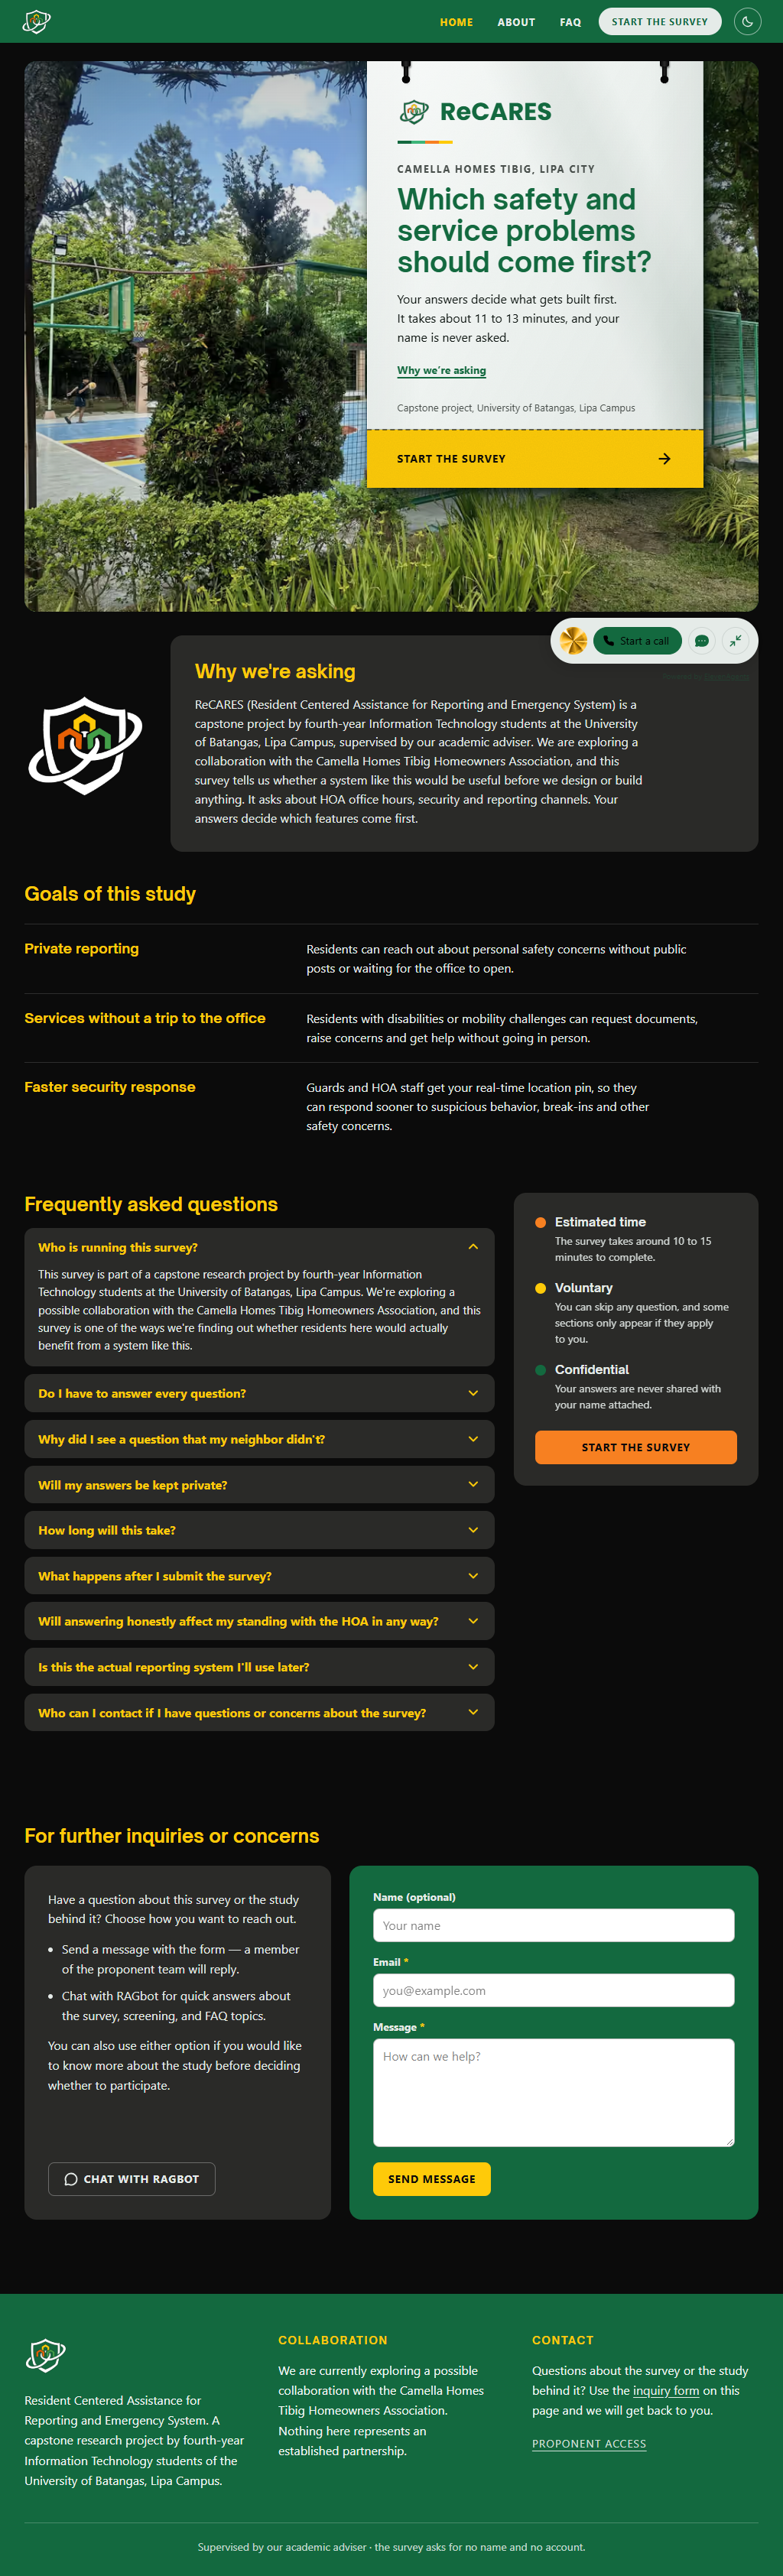 HOME
ABOUT
FAQ
START THE SURVEY
ReCARES
CAMELLA HOMES TIBIG, LIPA CITY
Which safety and
service problems
should come first?
Your answers decide what gets built first.
It takes about 11 to 13 minutes, and your
name is never asked.
Why we're asking
Capstone project, University of Batangas, Lipa Campus
START THE SURVEY
Start a call
Why we're asking
ReCARES (Resident Centered Assistance for Reporting and Emergency System) is a
capstone project by fourth-year Information Technology students at the University
of Batangas, Lipa Campus, supervised by our academic adviser. We are exploring a
collaboration with the Camella Homes Tibig Homeowners Association, and this
survey tells us whether a system like this would be useful before we design or build
anything. It asks about HOA office hours, security and reporting channels. Your
answers decide which features come first.
Goals of this study
Private reporting
Residents can reach out about personal safety concerns without public
posts or waiting for the office to open.
Services without a trip to the office
Residents with disabilities or mobility challenges can request documents,
raise concerns and get help without going in person.
Faster security response
Guards and HOA staff get your real-time location pin, so they
can respond sooner to suspicious behavior, break-ins and other
safety concerns.
Frequently asked questions
Who is running this survey?
This survey is part of a capstone research project by fourth-year Information
Technology students at the University of Batangas, Lipa Campus. We're exploring a
possible collaboration with the Camella Homes Tibig Homeowners Association, and this
survey is one of the ways we're finding out whether residents here would actually
benefit from a system like this.
Do I have to answer every question?
Why did I see a question that my neighbor didn't?
Will my answers be kept private?
How long will this take?
What happens after I submit the survey?
Will answering honestly affect my standing with the HOA in any way?
Is this the actual reporting system I'll use later?
Who can I contact if I have questions or concerns about the survey?
Estimated time
The survey takes around 10 to 15
minutes to complete.
Voluntary
You can skip any question, and some
sections only appear if they apply
to you.
Confidential
Your answers are never shared with
your name attached.
START THE SURVEY
For further inquiries or concerns
Have a question about this survey or the study
behind it? Choose how you want to reach out.
• Send a message with the form — a member
of the proponent team will reply.
• Chat with RAGbot for quick answers about
the survey, screening, and FAQ topics.
You can also use either option if you would like
to know more about the study before deciding
whether to participate.
CHAT WITH RAGBOT
Name (optional)
Your name
Email *
you@example.com
Message *
How can we help?
SEND MESSAGE
Resident Centered Assistance for
Reporting and Emergency System. A
capstone research project by fourth-year
Information Technology students of the
University of Batangas, Lipa Campus.
COLLABORATION
We are currently exploring a possible
collaboration with the Camella Homes
Tibig Homeowners Association.
Nothing here represents an
established partnership.
CONTACT
Questions about the survey or the study
behind it? Use the inquiry form on this
page and we will get back to you.
PROPONENT ACCESS
Supervised by our academic adviser · the survey asks for no name and no account.